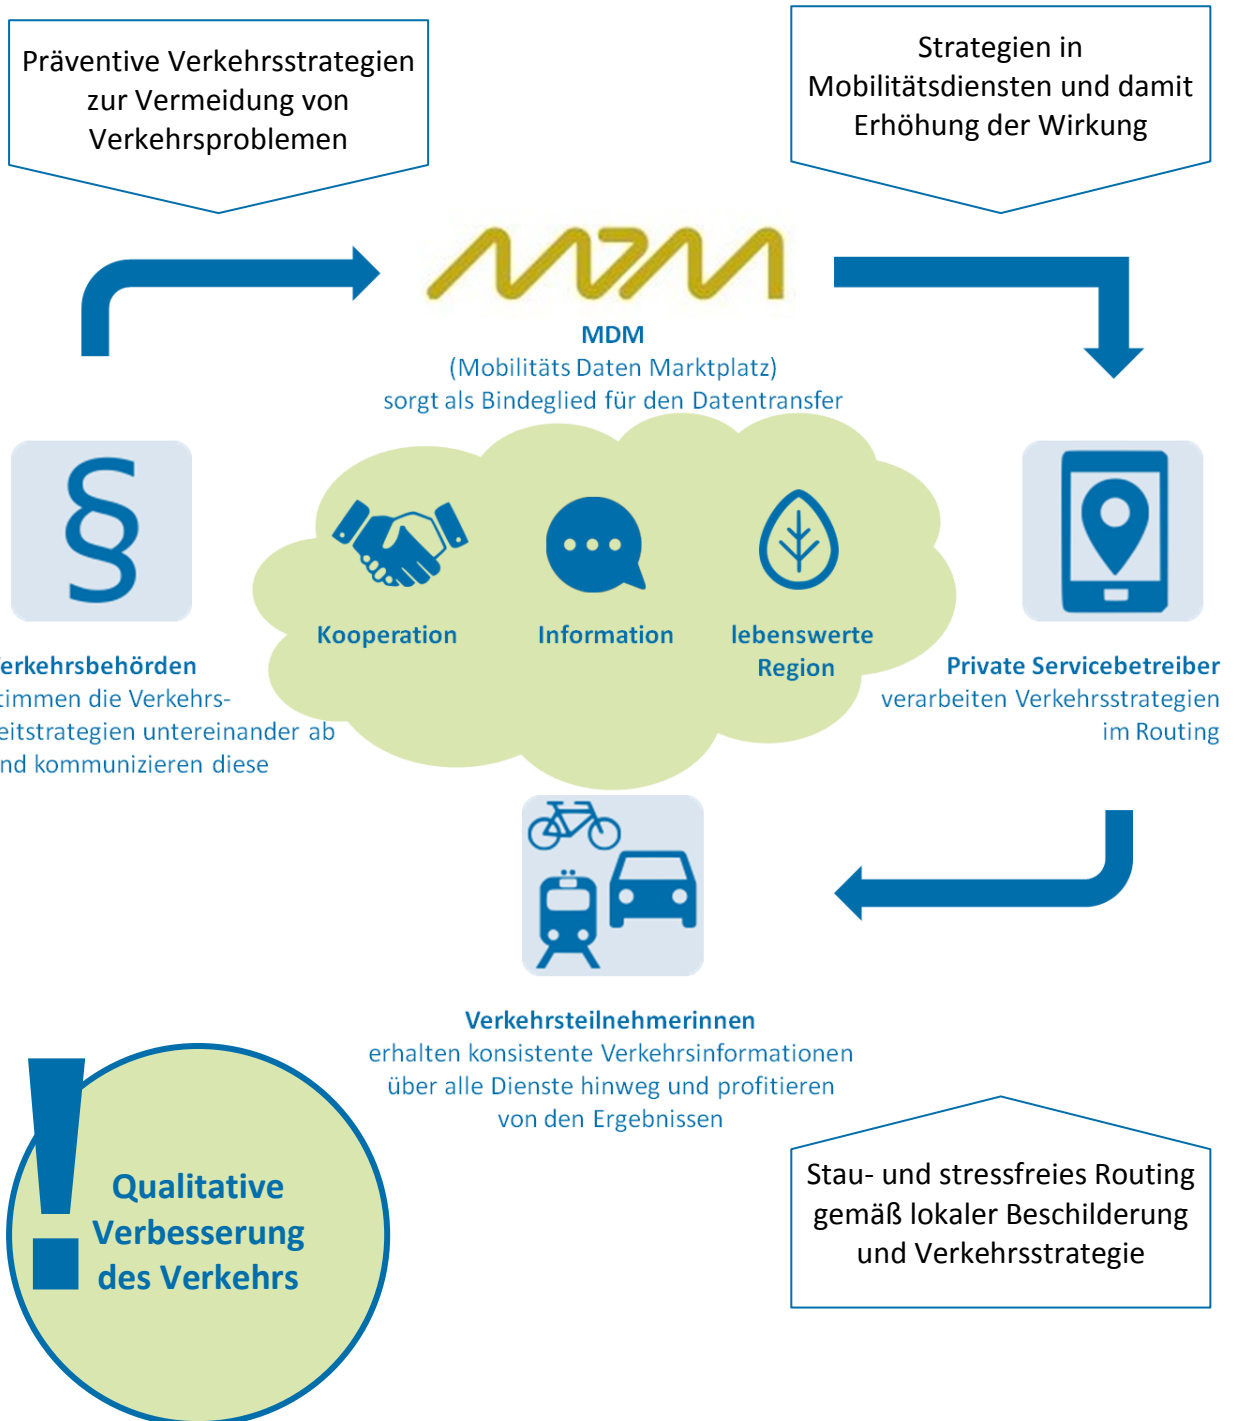 Präventive Verkehrsstrategien
zur Vermeidung von
Verkehrsproblemen
Strategien in
Mobilitätsdiensten und damit
Erhöhung der Wirkung
MDM
MDM
(Mobilitäts Daten Marktplatz)
sorgt als Bindeglied für den Datentransfer
§
Kooperation
Information
lebenswerte
Region
erkehrsbehörden
timmen die Verkehrs-
eitstrategien untereinander ab
nd kommunizieren diese
Private Servicebetreiber
verarbeiten Verkehrsstrategien
im Routing
Verkehrsteilnehmerinnen
erhalten konsistente Verkehrsinformationen
über alle Dienste hinweg und profitieren
von den Ergebnissen
!
Qualitative
Verbesserung
des Verkehrs
Stau- und stressfreies Routing
gemäß lokaler Beschilderung
und Verkehrsstrategie